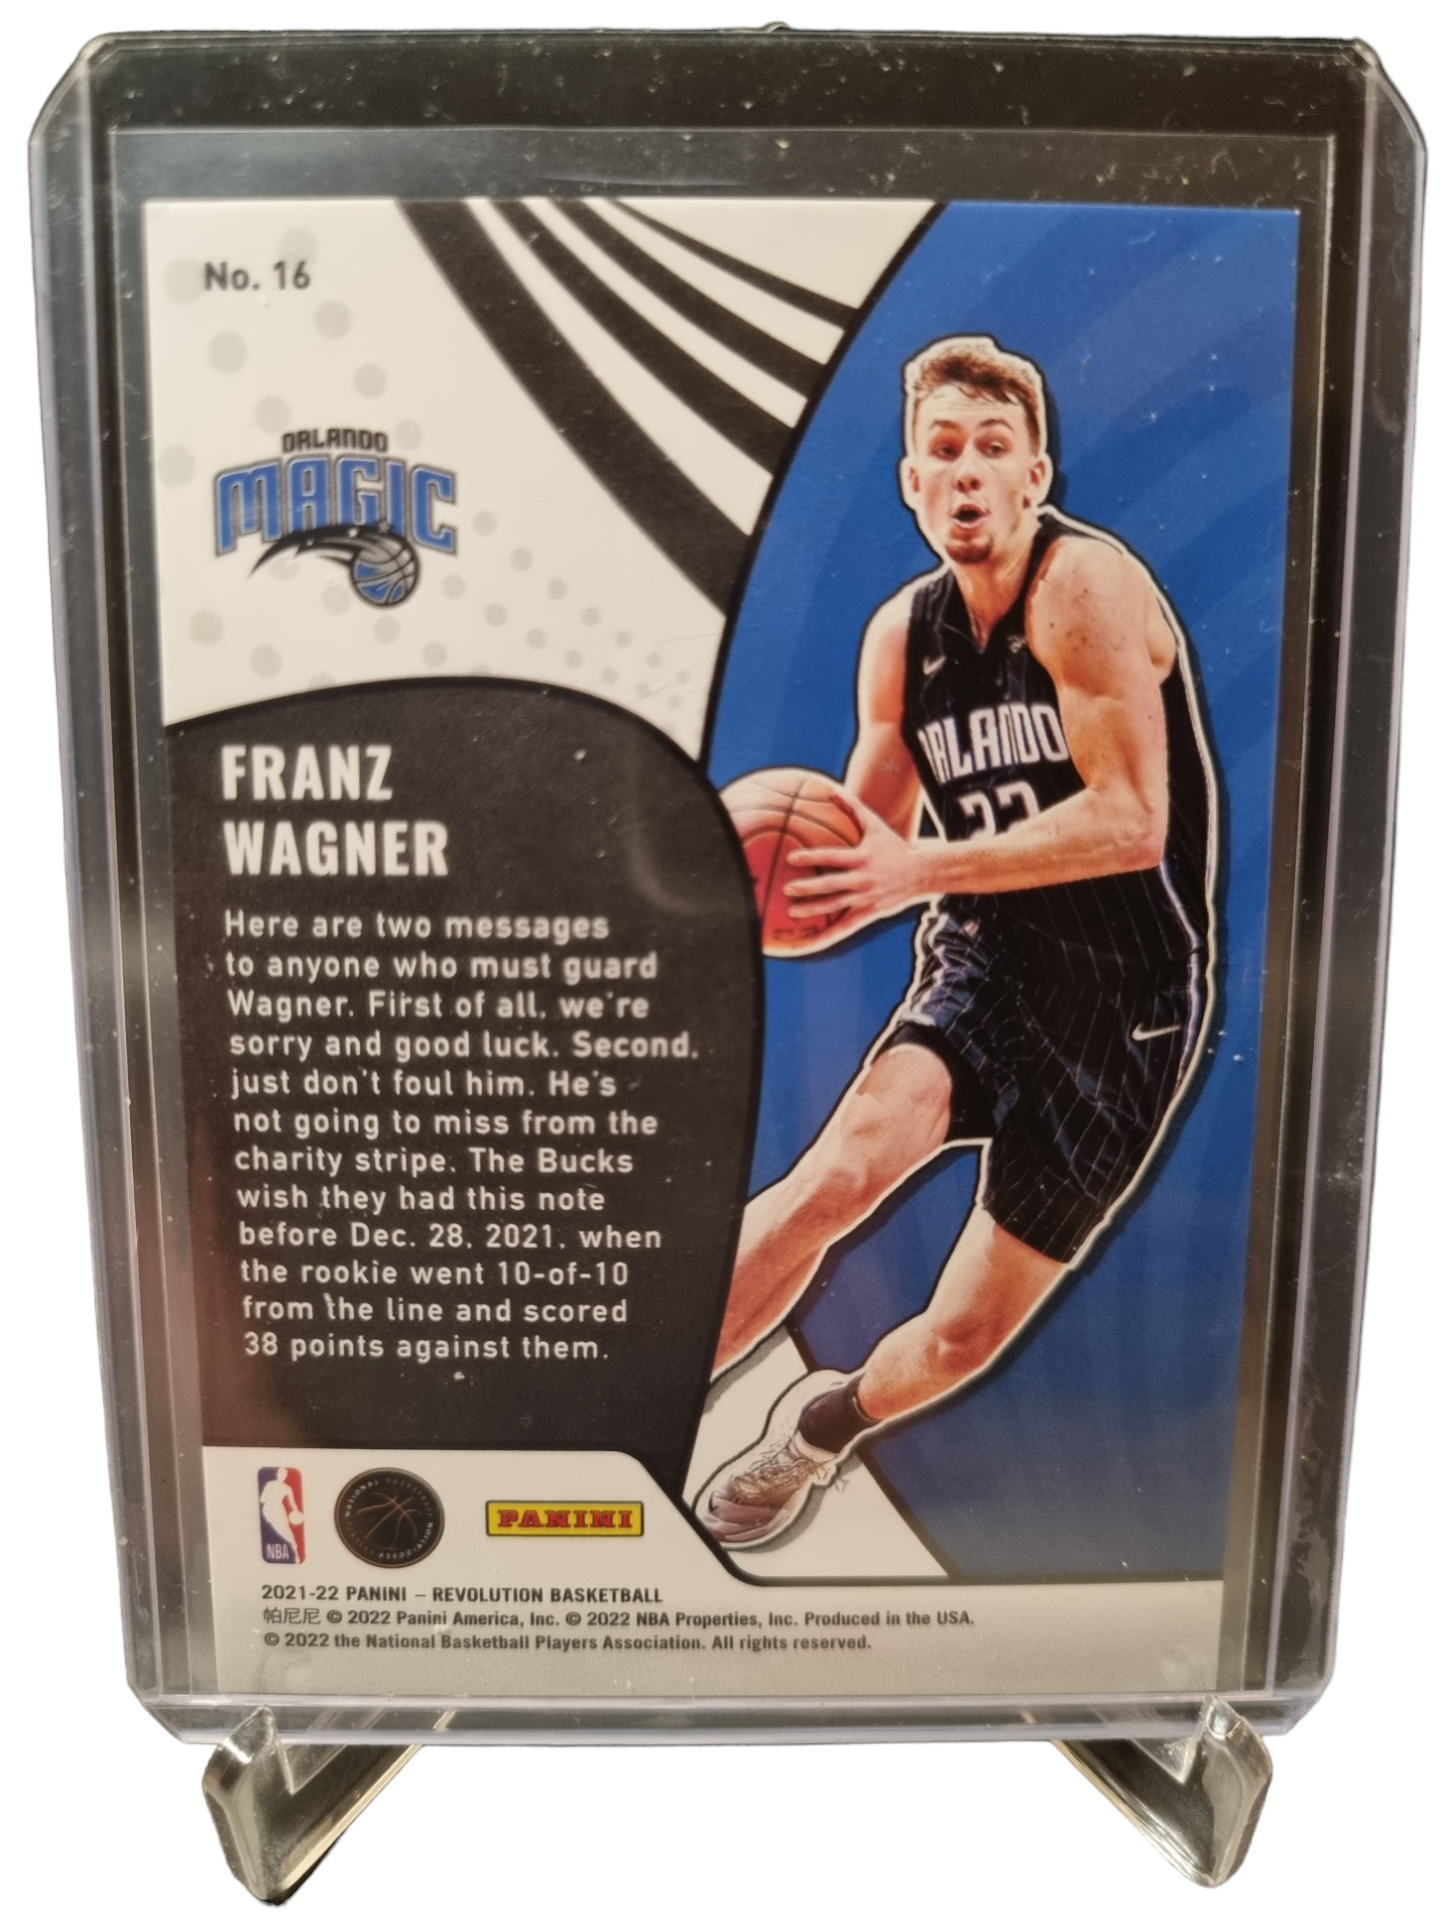 No. 16
ORLANDO
MAGIC
FRANZ
WAGNER
Here are two messages
to anyone who must guard
Wagner. First of all, we're
sorry and good luck. Second,
just don't foul him. He's
not going to miss from the
charity stripe. The Bucks
wish they had this note
before Dec. 28, 2021, when
the rookie went 10-of-10
from the line and scored
38 points against them.
ORLANDO
22
NBA
NATIONAL BASKETBALL
ASSOCIATION
PANINI
2021-22 PANINI – REVOLUTION BASKETBALL
帕尼尼 © 2022 Panini America, Inc. © 2022 NBA Properties, Inc. Produced in the USA.
© 2022 the National Basketball Players Association. All rights reserved.